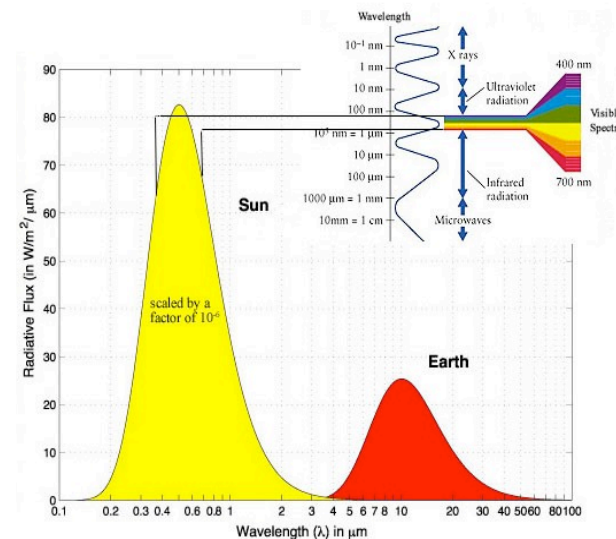 Wavelength
10⁻¹ nm
1 nm
10 nm
100 nm
10³ nm = 1 μm
10 μm
100 μm
1000 μm = 1 mm
10mm = 1 cm
X rays
Ultraviolet
radiation
Infrared
radiation
Microwaves
400 nm
700 nm
Radiative Flux (in W/m²/ μm)
90
80
70
60
50
40
30
20
10
0
Sun
scaled by a
factor of 10⁻⁶
Earth
0.1 0.2 0.3 0.4 0.6 0.8 1 2 3 4 5 6 7 8 10 20 30 40 50 60 80 100
Wavelength (λ) in μm